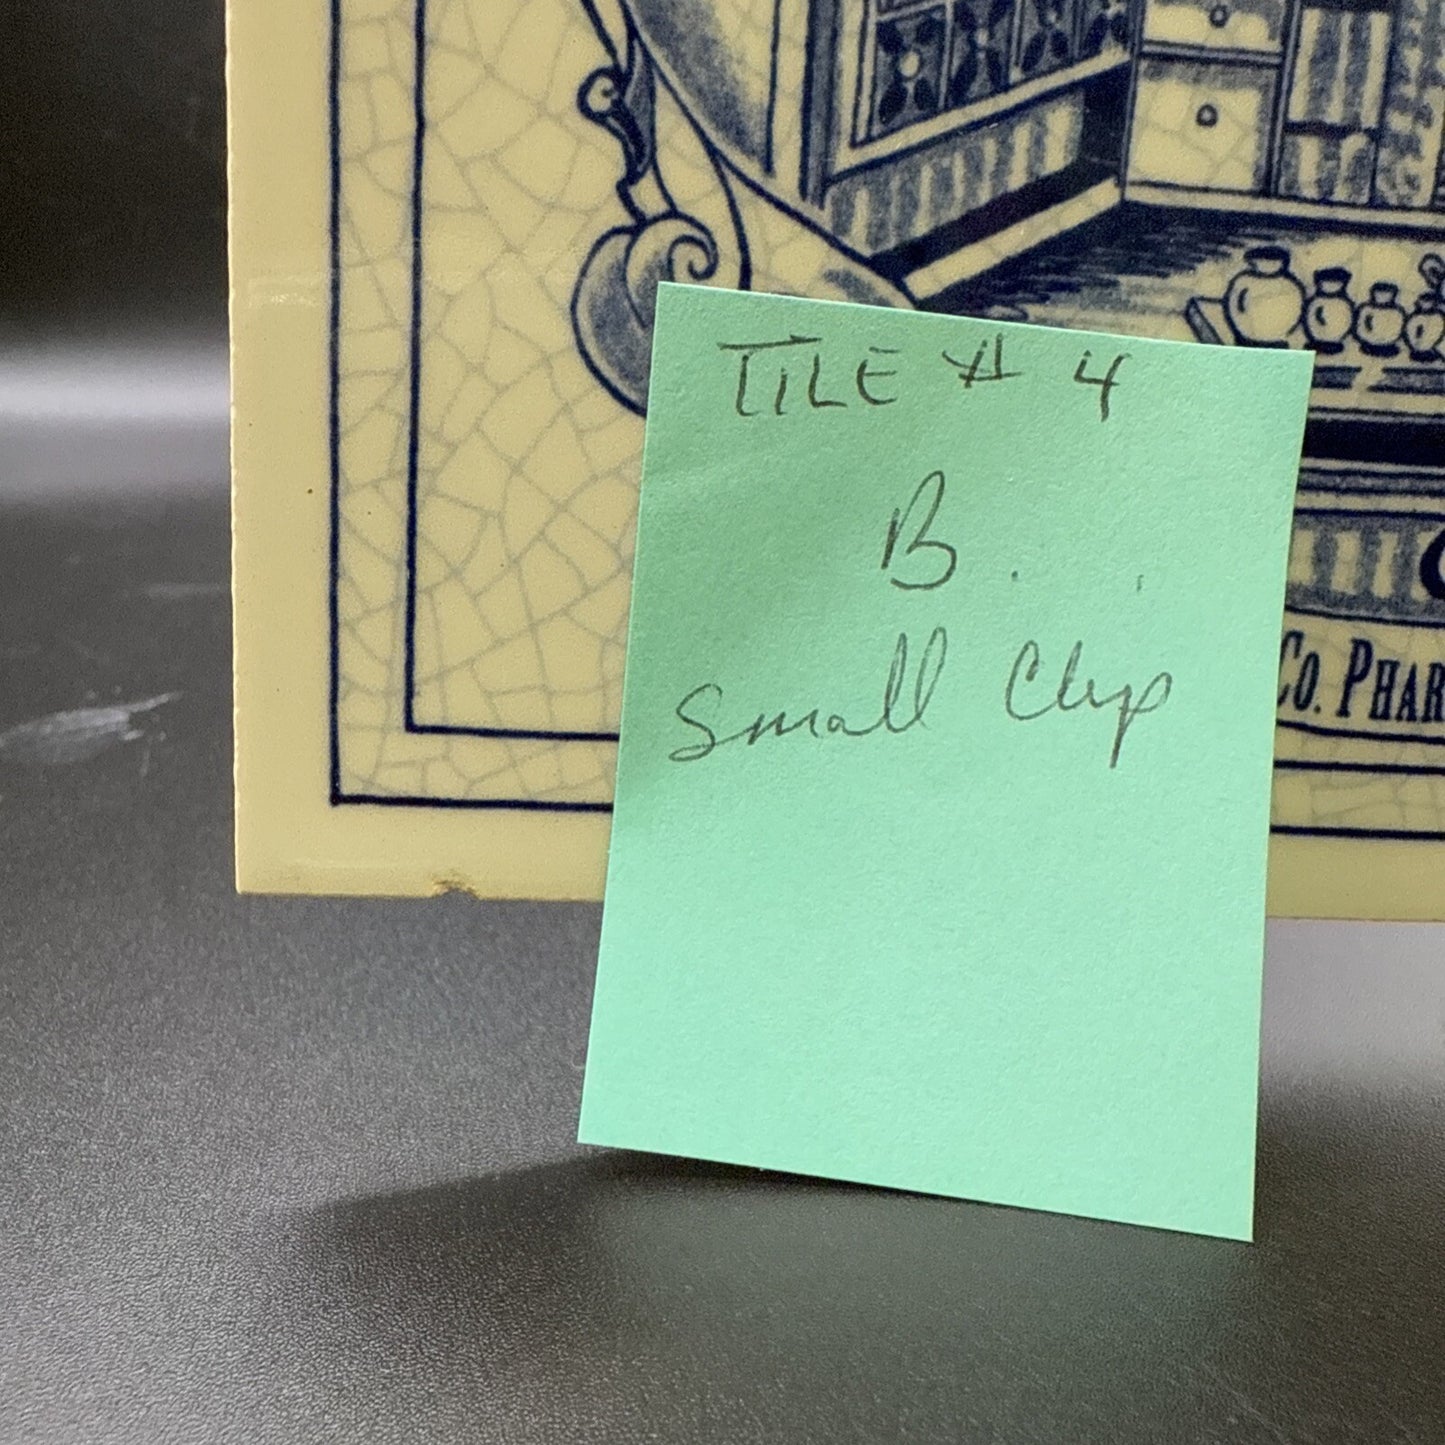 TILE # 4
B.
Small Chip
Co. PHAR